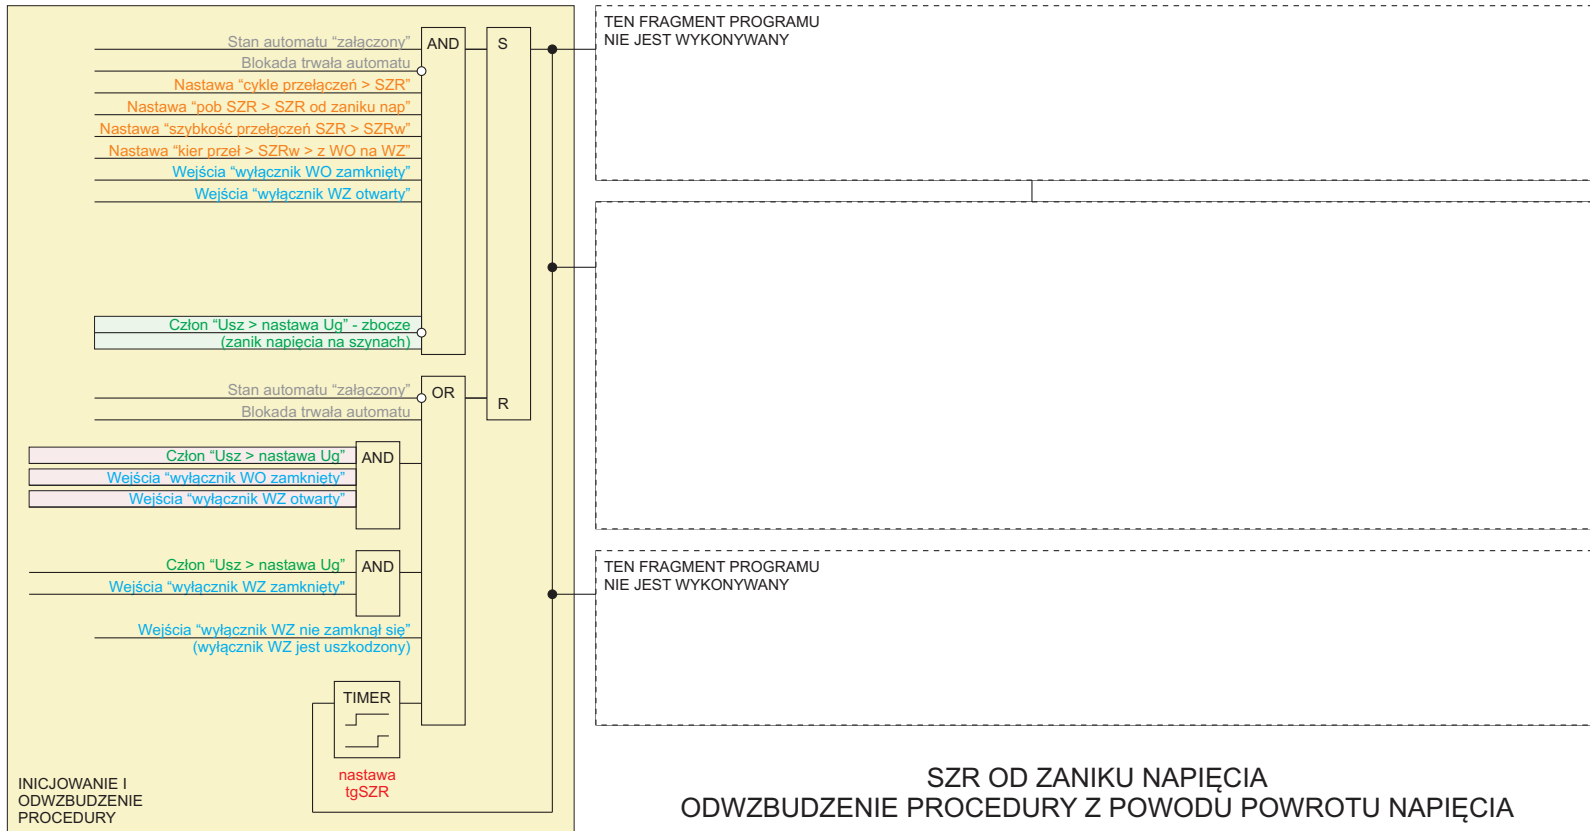 Stan automatu “załączony”
Blokada trwała automatu
Nastawa “cykle przełączeń > SZR”
Nastawa “pob SZR > SZR od zaniku nap”
Nastawa “szybkość przełączeń SZR > SZRw”
Nastawa “kier przeł > SZRw > z WO na WZ”
Wejścia “wyłącznik WO zamknięty”
Wejścia “wyłącznik WZ otwarty”
Człon “Usz > nastawa Ug” - zbocze
(zanik napięcia na szynach)
AND
S
R
Stan automatu “załączony”
Blokada trwała automatu
OR
Człon “Usz > nastawa Ug”
Wejścia “wyłącznik WO zamknięty”
Wejścia “wyłącznik WZ otwarty”
AND
Człon “Usz > nastawa Ug”
Wejścia “wyłącznik WZ zamknięty"
AND
Wejścia “wyłącznik WZ nie zamknął się”
(wyłącznik WZ jest uszkodzony)
TIMER
nastawa
tgSZR
INICJOWANIE I
ODWZBUDZENIE
PROCEDURY
TEN FRAGMENT PROGRAMU
NIE JEST WYKONYWANY
TEN FRAGMENT PROGRAMU
NIE JEST WYKONYWANY
SZR OD ZANIKU NAPIĘCIA
ODWZBUDZENIE PROCEDURY Z POWODU POWROTU NAPIĘCIA